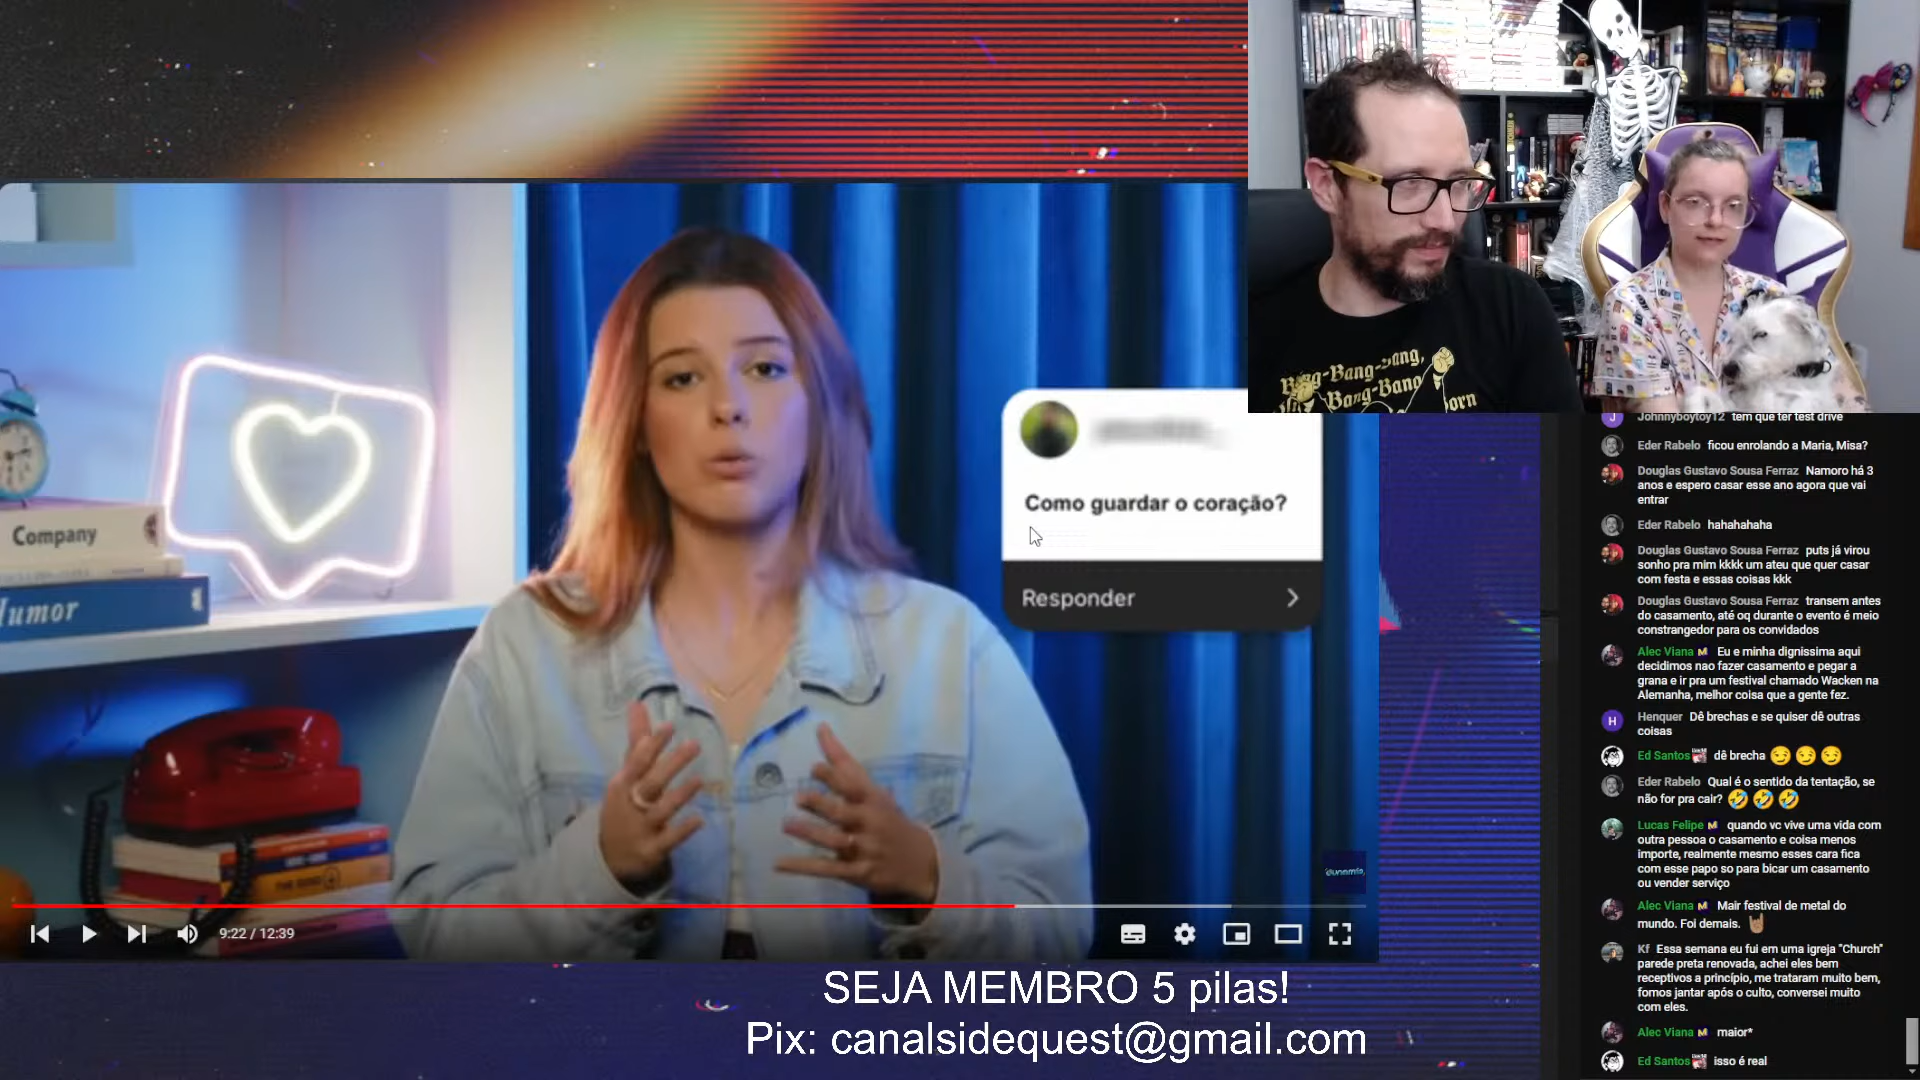 Company
Humor
Como guardar o coração?
Responder
9:22 / 12:39
dunamis
Bang-Bang-Bang,
Bang-Bang
Born
SEJA MEMBRO 5 pilas!
Pix: canalsidequest@gmail.com
Johnnyboytoy12 tem que ter test drive
Eder Rabelo ficou enrolando a Maria, Misa?
Douglas Gustavo Sousa Ferraz Namoro há 3
anos e espero casar esse ano agora que vai
entrar
Eder Rabelo hahahahaha
Douglas Gustavo Sousa Ferraz puts já virou
sonho pra mim kkkk um ateu que quer casar
com festa e essas coisas kkk
Douglas Gustavo Sousa Ferraz transem antes
do casamento, até oq durante o evento é meio
constrangedor para os convidados
Alec Viana Eu e minha dignissima aqui
decidimos nao fazer casamento e pegar a
grana e ir pra um festival chamado Wacken na
Alemanha, melhor coisa que a gente fez.
H
Henquer Dê brechas e se quiser dê outras
coisas
Ed Santos dê brecha 😏 😏 😏
Eder Rabelo Qual é o sentido da tentação, se
não for pra cair? 🤣 🤣 🤣
Lucas Felipe quando vc vive uma vida com
outra pessoa o casamento e coisa menos
importe, realmente mesmo esses cara fica
com esse papo so para bicar um casamento
ou vender serviço
Alec Viana Mair festival de metal do
mundo. Foi demais. 🤘🏽
Kf Essa semana eu fui em uma igreja "Church"
parede preta renovada, achei eles bem
receptivos a princípio, me trataram muito bem,
fomos jantar após o culto, conversei muito
com eles.
Alec Viana maior*
Ed Santos isso é real